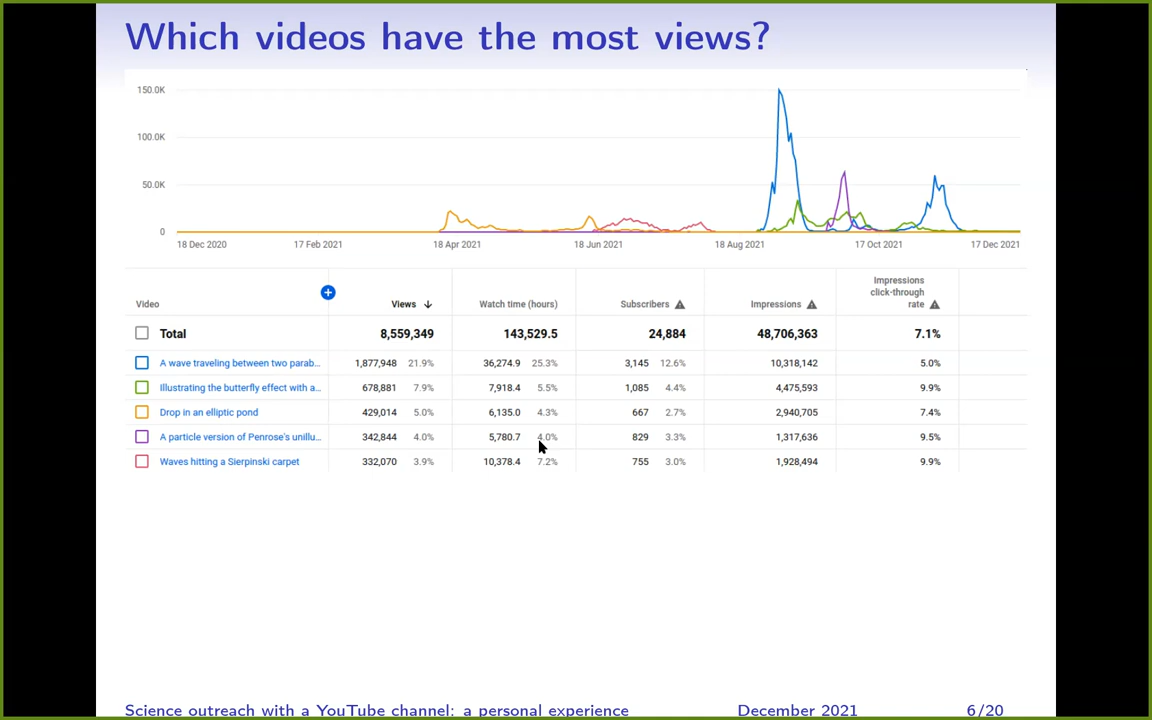 Which videos have the most views?
150.0K
100.0K
50.0K
0
18 Dec 2020 17 Feb 2021 18 Apr 2021 18 Jun 2021 18 Aug 2021 17 Oct 2021 17 Dec 2021
Video Views ↓ Watch time (hours) Subscribers Impressions Impressions click-through rate
Total 8,559,349 143,529.5 24,884 48,706,363 7.1%
A wave traveling between two parab... 1,877,948 21.9% 36,274.9 25.3% 3,145 12.6% 10,318,142 5.0%
Illustrating the butterfly effect with a... 678,881 7.9% 7,918.4 5.5% 1,085 4.4% 4,475,593 9.9%
Drop in an elliptic pond 429,014 5.0% 6,135.0 4.3% 667 2.7% 2,940,705 7.4%
A particle version of Penrose's unillu... 342,844 4.0% 5,780.7 4.0% 829 3.3% 1,317,636 9.5%
Waves hitting a Sierpinski carpet 332,070 3.9% 10,378.4 7.2% 755 3.0% 1,928,494 9.9%
Science outreach with a YouTube channel: a personal experience December 2021 6/20